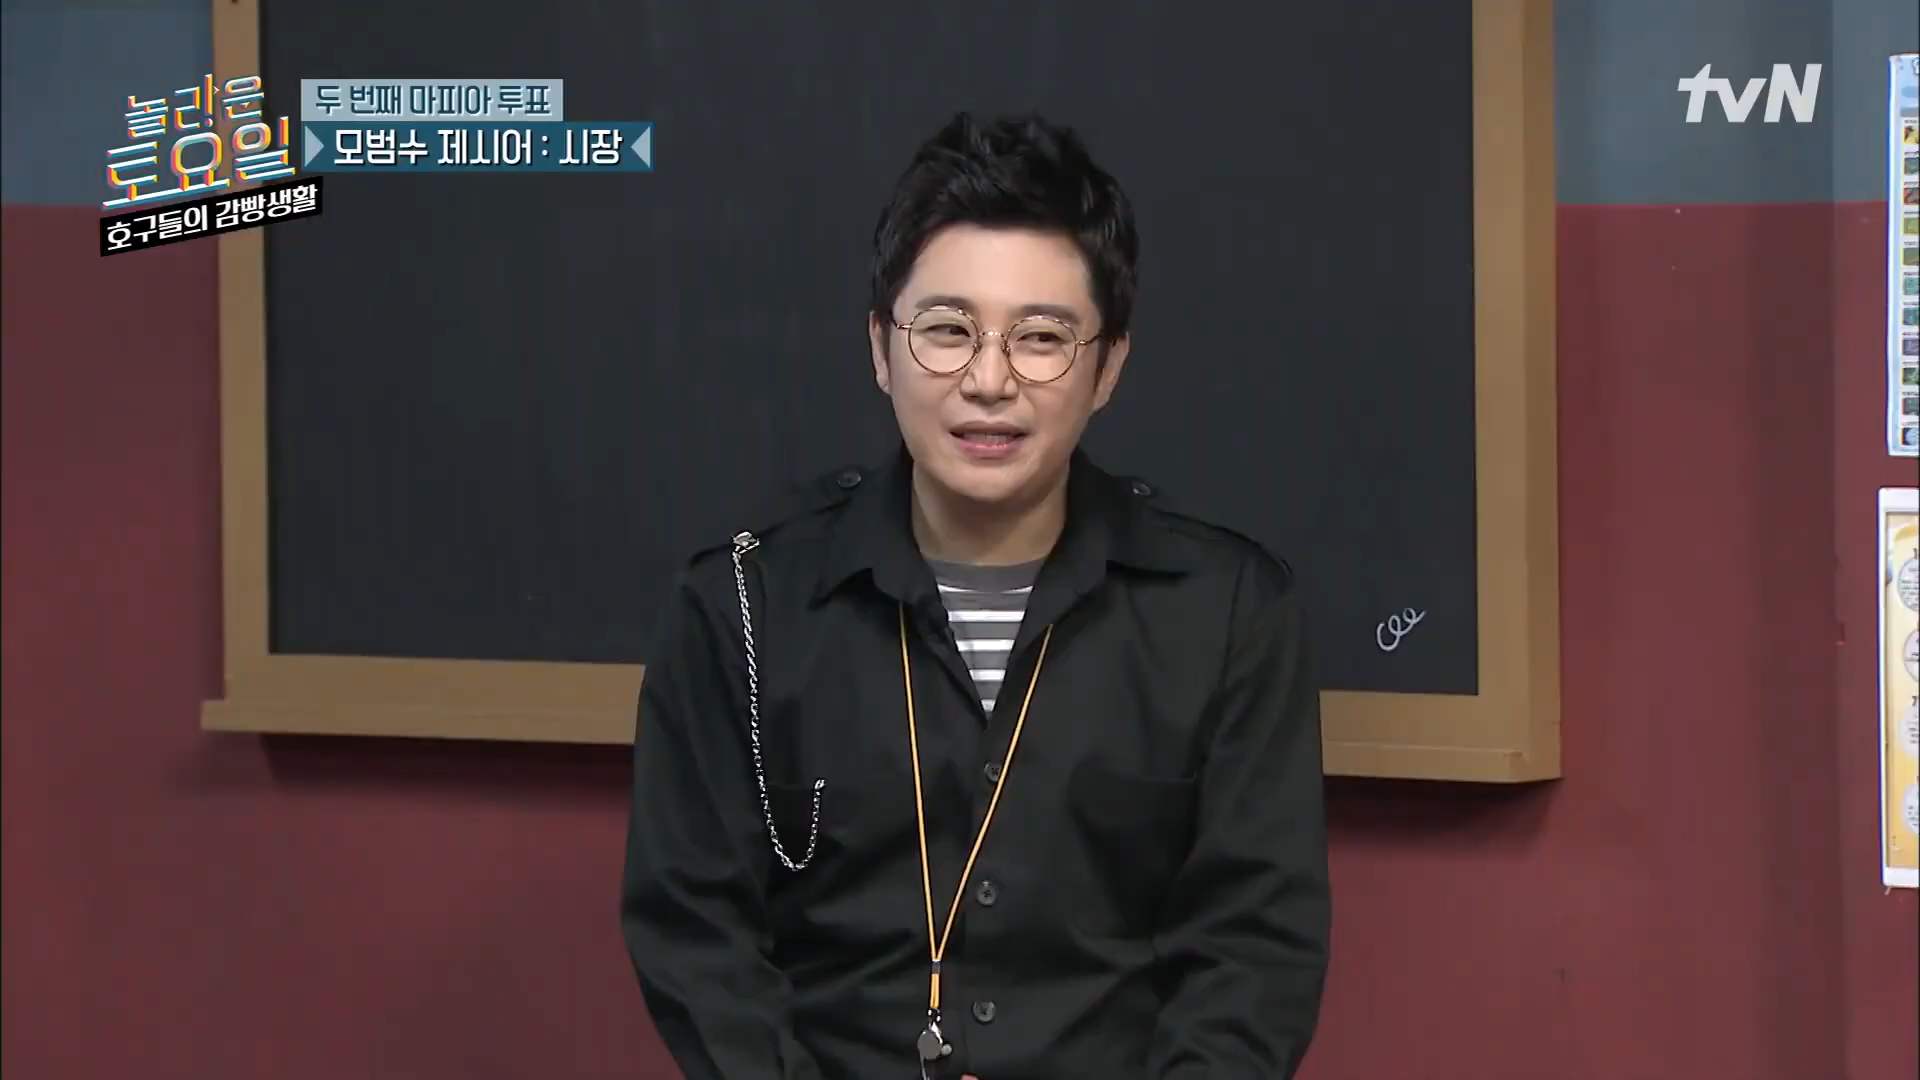 놀라운
토요일
호구들의 감빵생활
두 번째 마피아 투표
모범수 제시어 : 시장
tvN